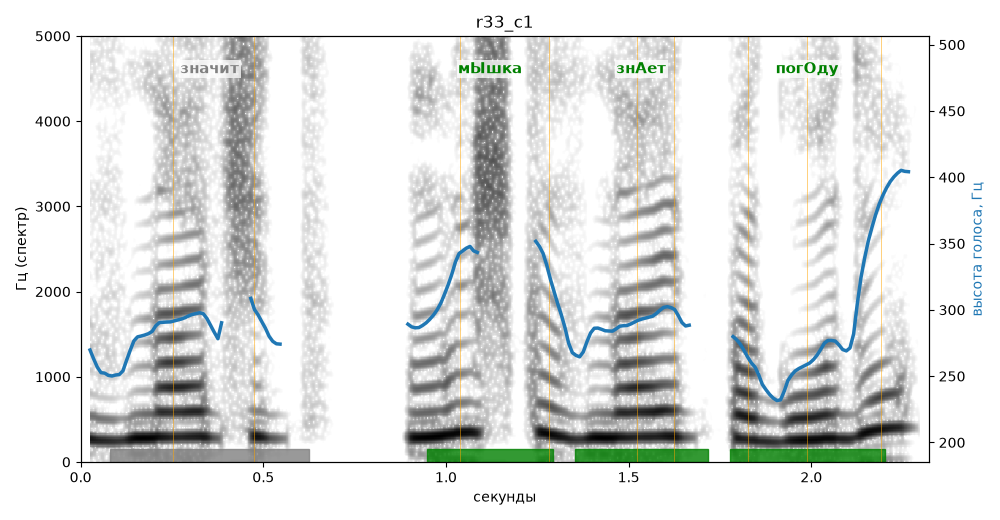 r33_c1
значит
мЫшка
знАет
погОду
5000
4000
3000
2000
1000
0
500
450
400
350
300
250
200
0.0
0.5
1.0
1.5
2.0
Гц (спектр)
высота голоса, Гц
секунды